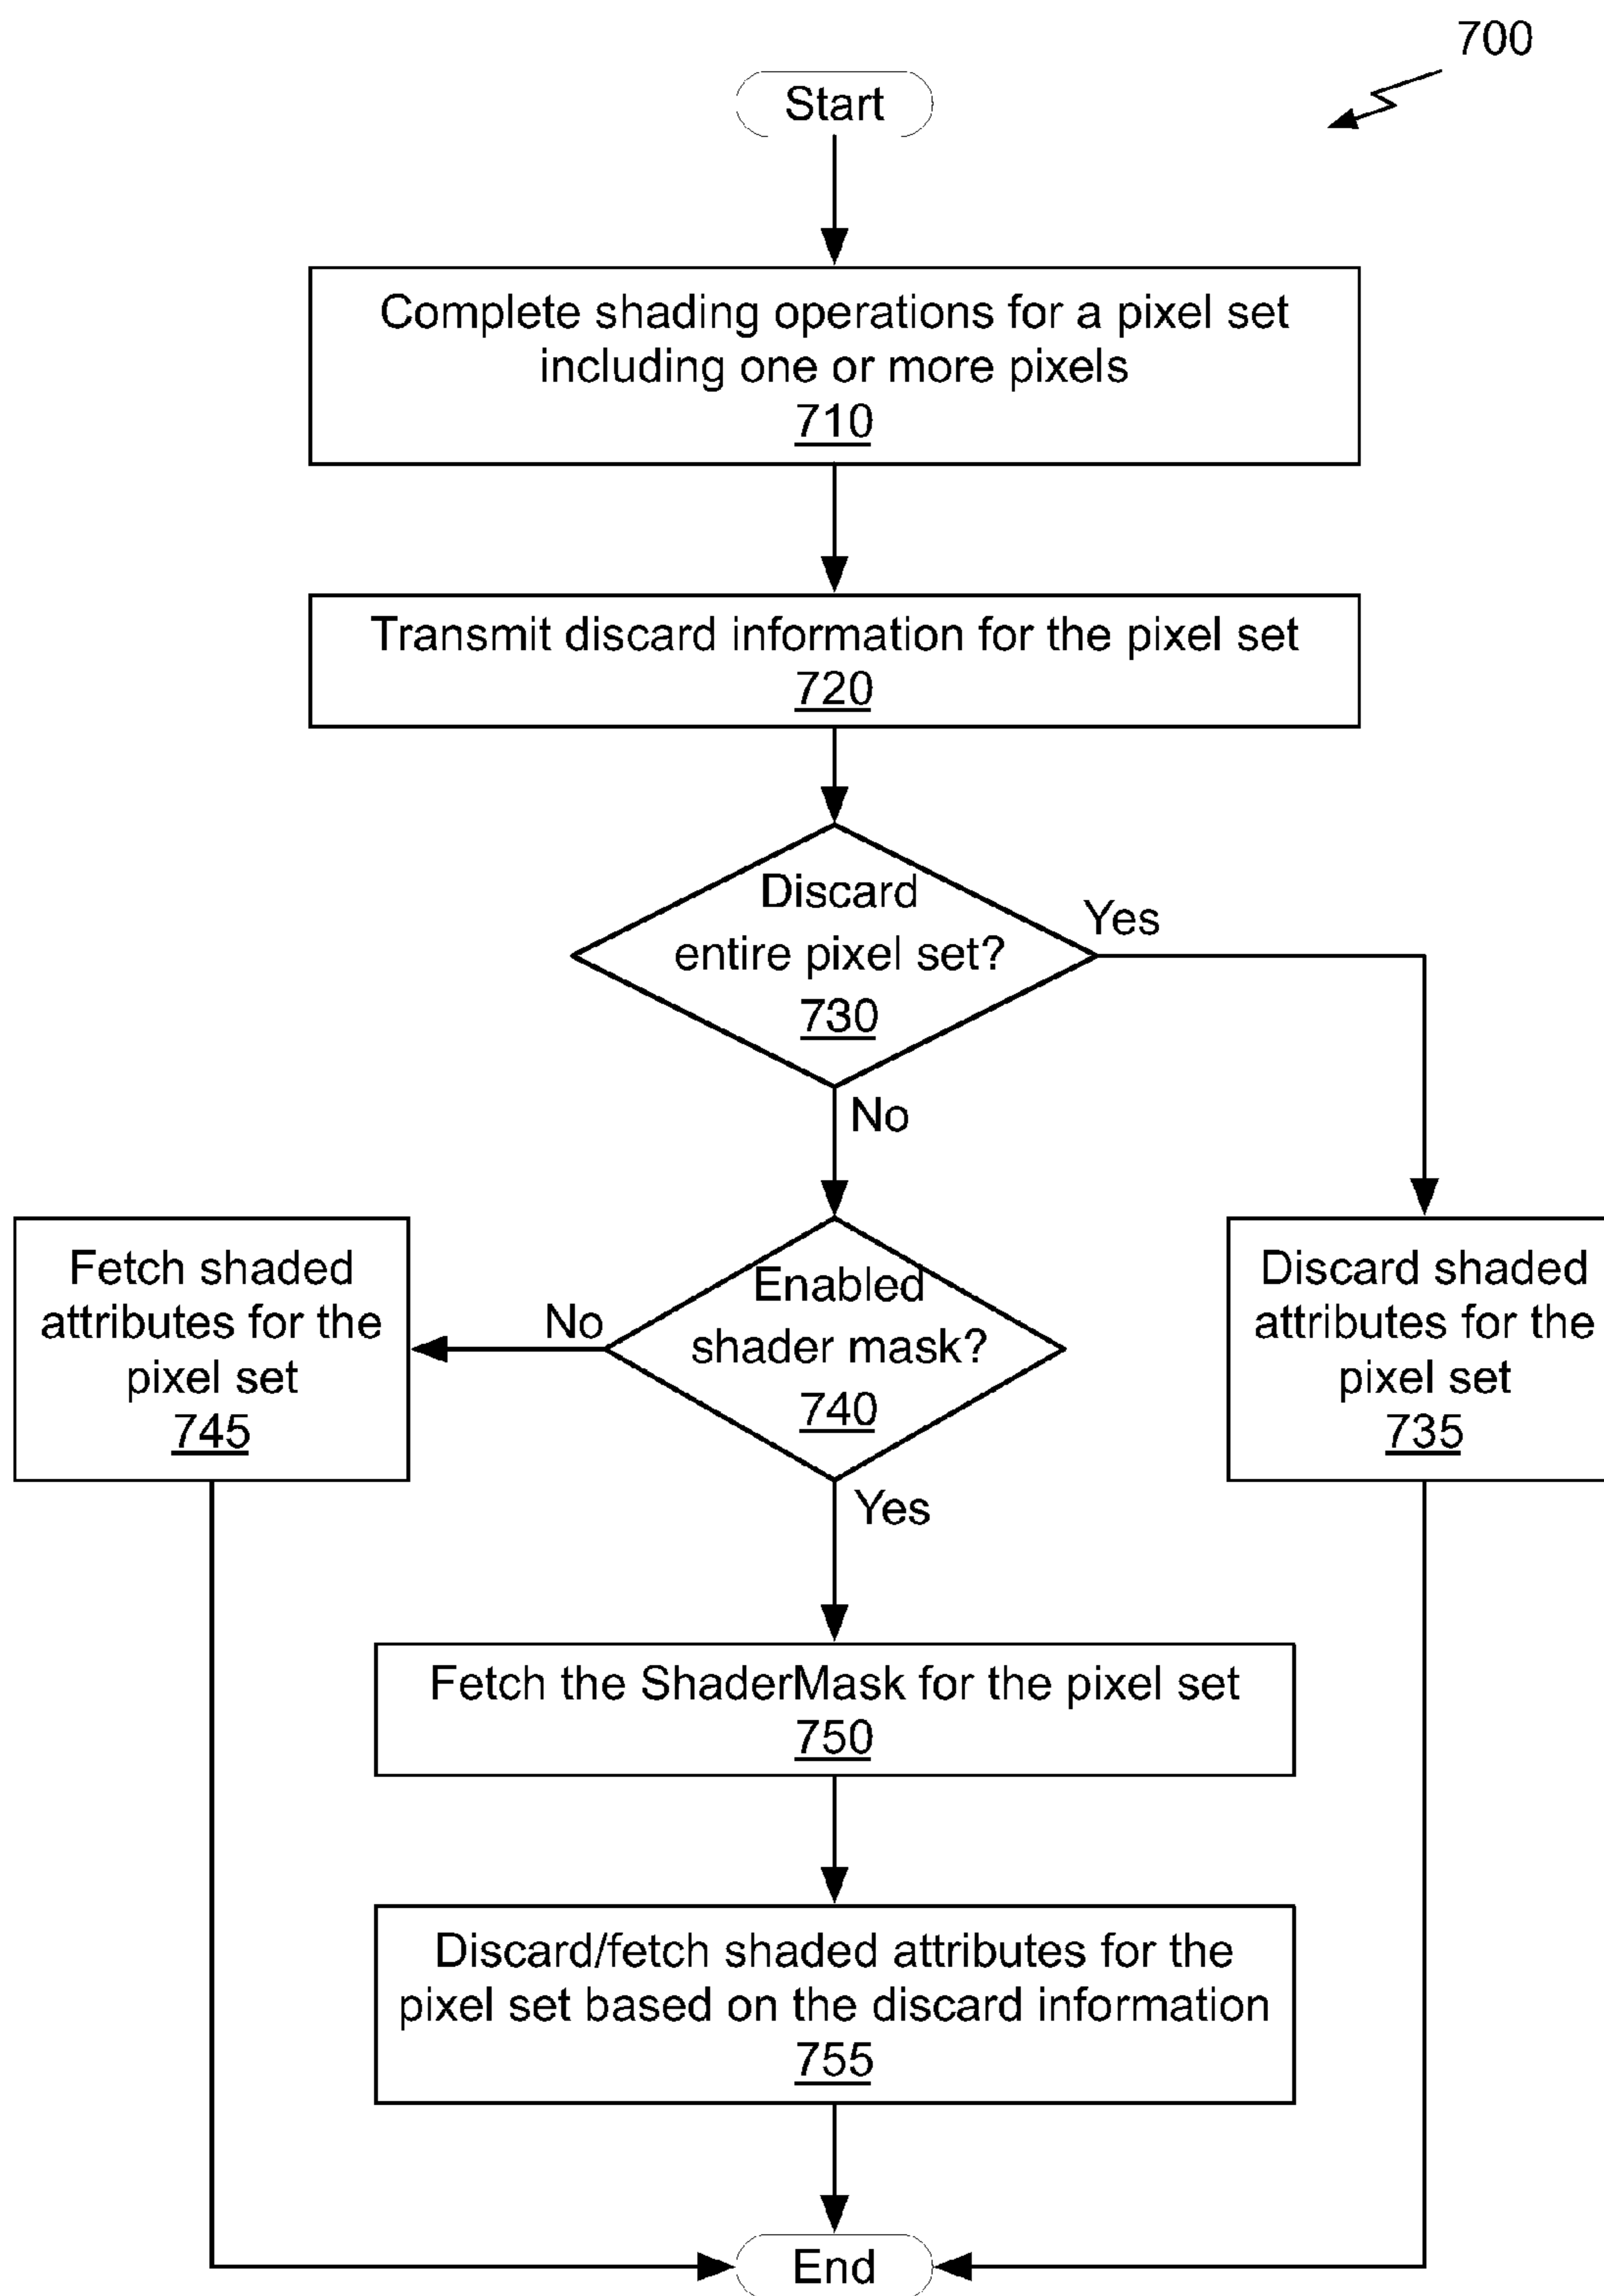 700
Start
Complete shading operations for a pixel set
including one or more pixels
710
Transmit discard information for the pixel set
720
Discard
entire pixel set?
730
Yes
No
Fetch shaded
attributes for the
pixel set
745
No
Enabled
shader mask?
740
Yes
Discard shaded
attributes for the
pixel set
735
Fetch the ShaderMask for the pixel set
750
Discard/fetch shaded attributes for the
pixel set based on the discard information
755
End